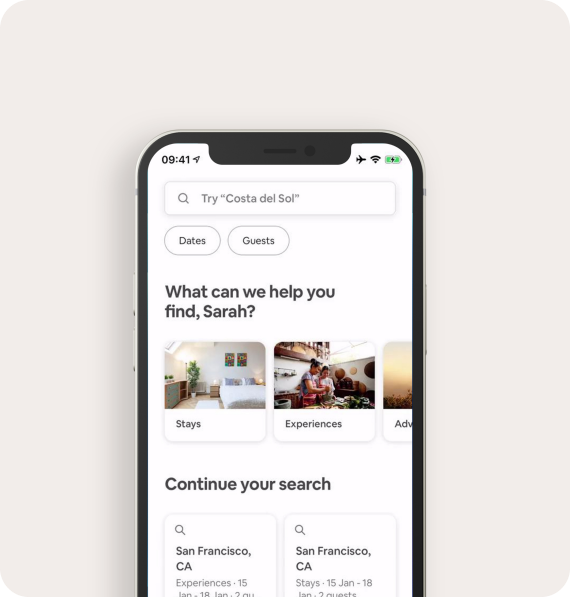 09:41
Try “Costa del Sol”
Dates
Guests
What can we help you
find, Sarah?
Stays
Experiences
Adv
Continue your search
San Francisco,
CA
Experiences · 15
Jan - 18 Jan · 2 gu
San Francisco,
CA
Stays · 15 Jan - 18
Jan · 2 guests